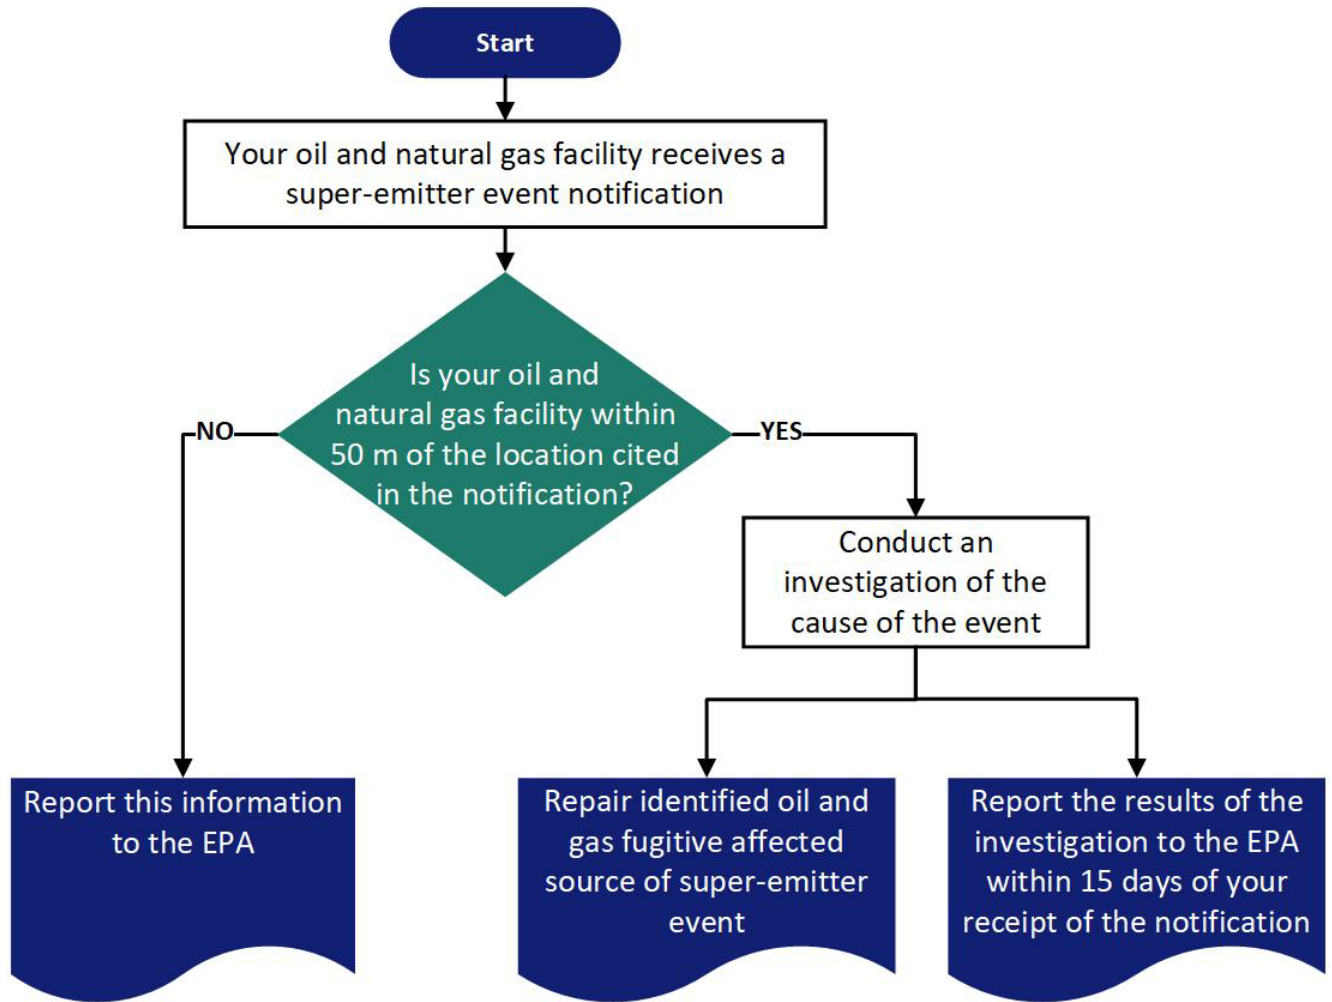 Start
Your oil and natural gas facility receives a
super-emitter event notification
Is your oil and
natural gas facility within
50 m of the location cited
in the notification?
NO
YES
Conduct an
investigation of the
cause of the event
Report this information
to the EPA
Repair identified oil and
gas fugitive affected
source of super-emitter
event
Report the results of the
investigation to the EPA
within 15 days of your
receipt of the notification